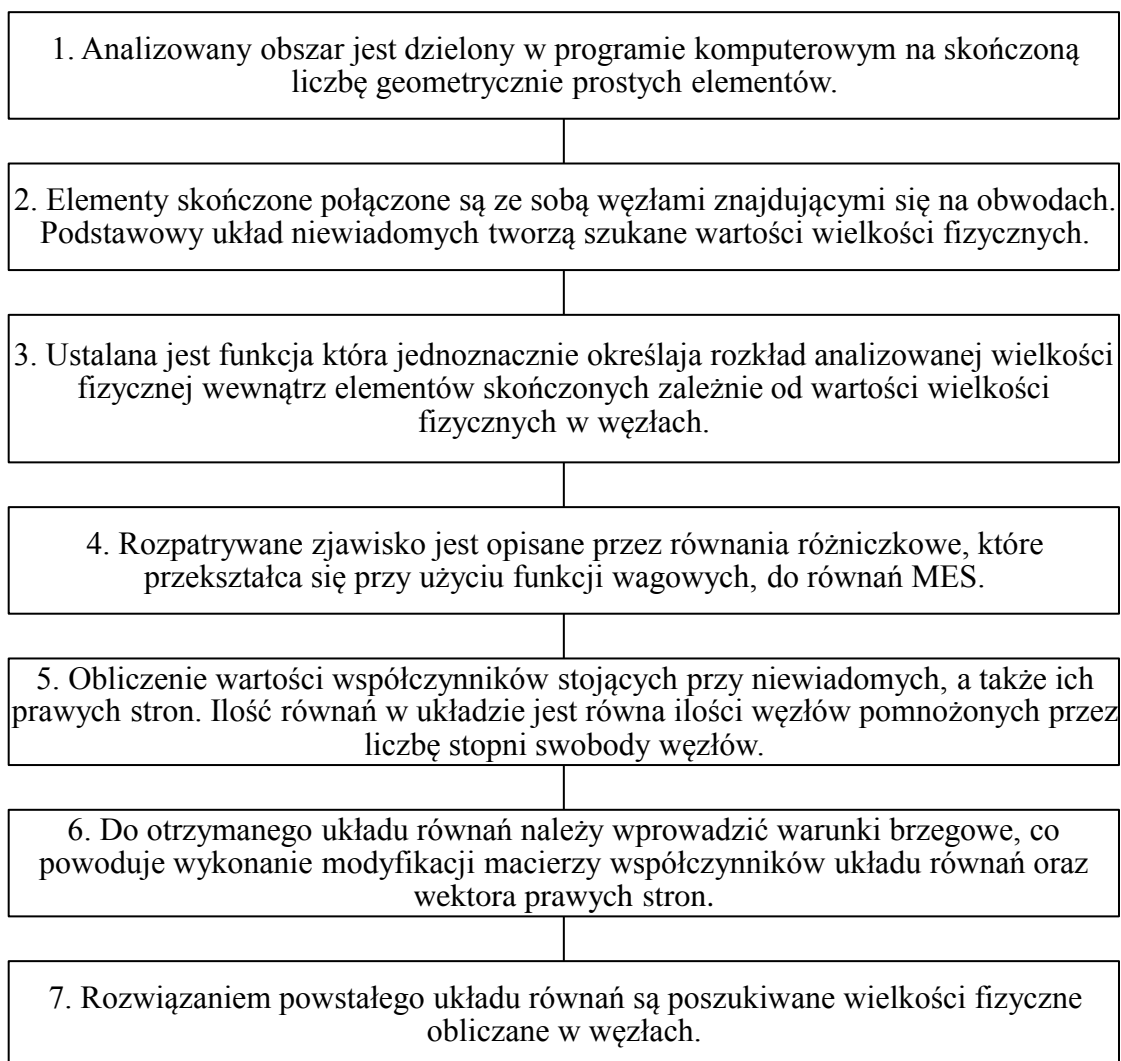 1. Analizowany obszar jest dzielony w programie komputerowym na skończoną
liczbę geometrycznie prostych elementów.
2. Elementy skończone połączone są ze sobą węzłami znajdującymi się na obwodach.
Podstawowy układ niewiadomych tworzą szukane wartości wielkości fizycznych.
3. Ustalana jest funkcja która jednoznacznie określaja rozkład analizowanej wielkości
fizycznej wewnątrz elementów skończonych zależnie od wartości wielkości
fizycznych w węzłach.
4. Rozpatrywane zjawisko jest opisane przez równania różniczkowe, które
przekształca się przy użyciu funkcji wagowych, do równań MES.
5. Obliczenie wartości współczynników stojących przy niewiadomych, a także ich
prawych stron. Ilość równań w układzie jest równa ilości węzłów pomnożonych przez
liczbę stopni swobody węzłów.
6. Do otrzymanego układu równań należy wprowadzić warunki brzegowe, co
powoduje wykonanie modyfikacji macierzy współczynników układu równań oraz
wektora prawych stron.
7. Rozwiązaniem powstałego układu równań są poszukiwane wielkości fizyczne
obliczane w węzłach.